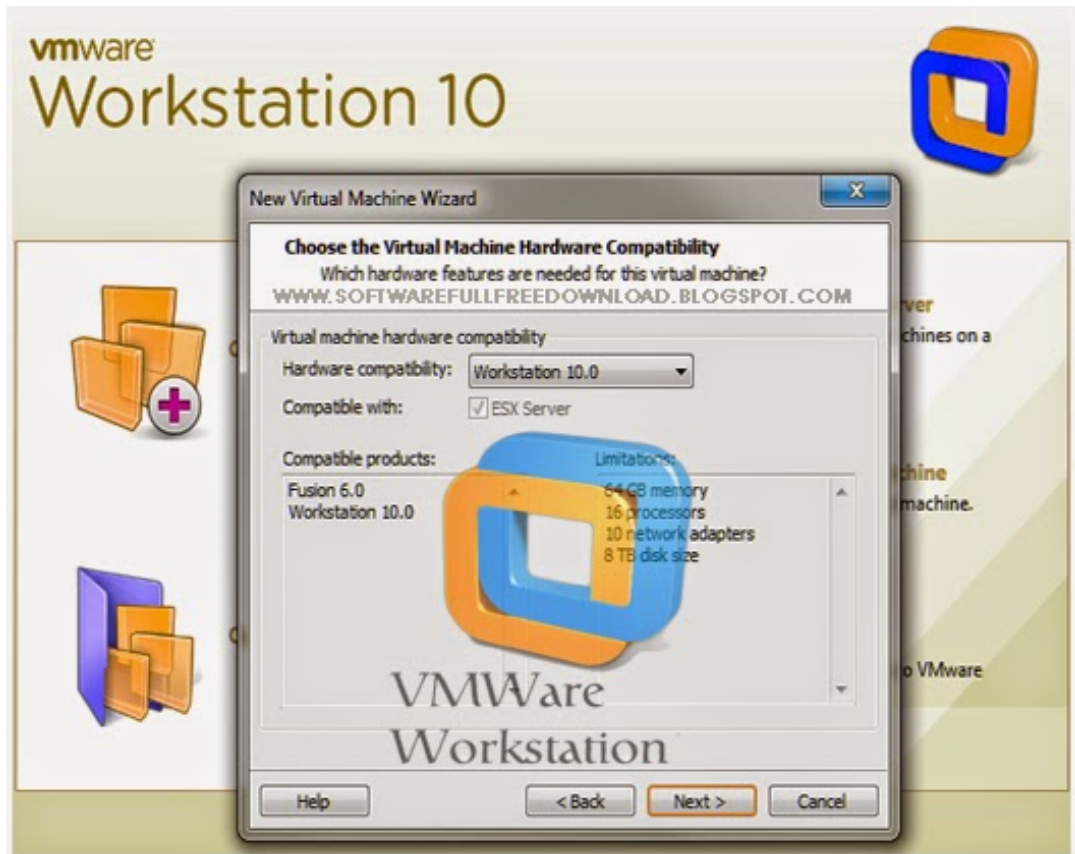 vmware
Workstation 10
New Virtual Machine Wizard
Choose the Virtual Machine Hardware Compatibility
Which hardware features are needed for this virtual machine?
WWW.SOFTWAREFULLFREEDOWNLOAD.BLOGSPOT.COM
Virtual machine hardware compatibility
Hardware compatibility: Workstation 10.0
Compatible with: ESX Server
Compatible products:
Fusion 6.0
Workstation 10.0
Limitations:
64 GB memory
16 processors
10 network adapters
8 TB disk size
on a
machine.
VMware
VMWare
Workstation
Help < Back Next > Cancel